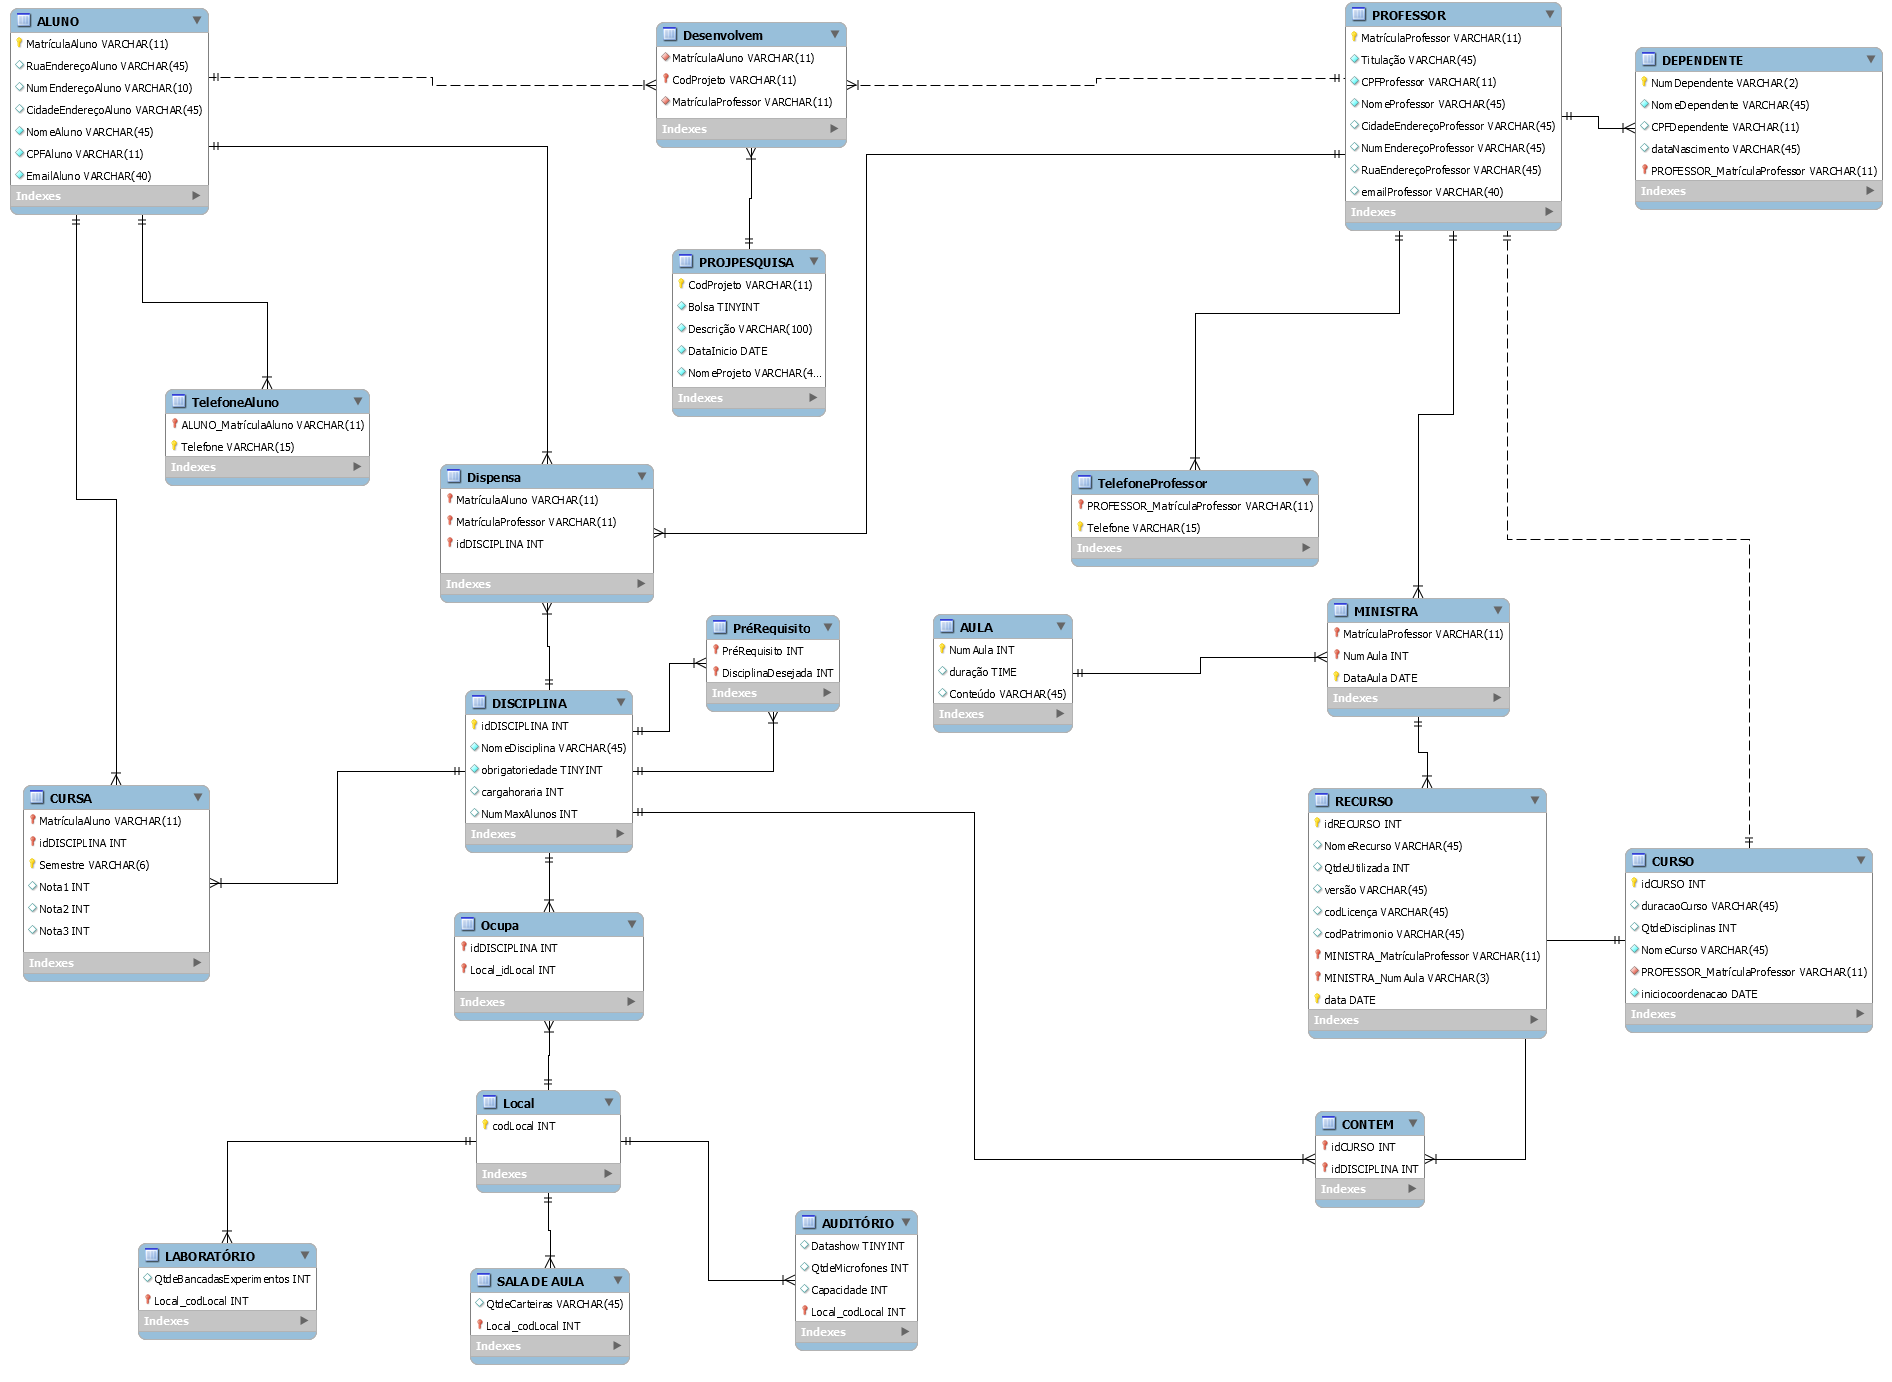 ALUNO
MatrículaAluno VARCHAR(11)
RuaEndereçoAluno VARCHAR(45)
NumEndereçoAluno VARCHAR(10)
CidadeEndereçoAluno VARCHAR(45)
NomeAluno VARCHAR(45)
CPFAluno VARCHAR(11)
EmailAluno VARCHAR(40)
Indexes
Desenvolvem
MatrículaAluno VARCHAR(11)
CodProjeto VARCHAR(11)
MatrículaProfessor VARCHAR(11)
Indexes
PROFESSOR
MatrículaProfessor VARCHAR(11)
Titulação VARCHAR(45)
CPFProfessor VARCHAR(11)
NomeProfessor VARCHAR(45)
CidadeEndereçoProfessor VARCHAR(45)
NumEndereçoProfessor VARCHAR(45)
RuaEndereçoProfessor VARCHAR(45)
emailProfessor VARCHAR(40)
Indexes
DEPENDENTE
NumDependente VARCHAR(2)
NomeDependente VARCHAR(45)
CPFDependente VARCHAR(11)
dataNascimento VARCHAR(45)
PROFESSOR_MatrículaProfessor VARCHAR(11)
Indexes
PROJPESQUISA
CodProjeto VARCHAR(11)
Bolsa TINYINT
Descrição VARCHAR(100)
DataInicio DATE
NomeProjeto VARCHAR(4...
Indexes
TelefoneAluno
ALUNO_MatrículaAluno VARCHAR(11)
Telefone VARCHAR(15)
Indexes
Dispensa
MatrículaAluno VARCHAR(11)
MatrículaProfessor VARCHAR(11)
idDISCIPLINA INT
Indexes
TelefoneProfessor
PROFESSOR_MatrículaProfessor VARCHAR(11)
Telefone VARCHAR(15)
Indexes
PréRequisito
PréRequisito INT
DisciplinaDesejada INT
Indexes
AULA
NumAula INT
duração TIME
Conteúdo VARCHAR(45)
Indexes
MINISTRA
MatrículaProfessor VARCHAR(11)
NumAula INT
DataAula DATE
Indexes
DISCIPLINA
idDISCIPLINA INT
NomeDisciplina VARCHAR(45)
obrigatoriedade TINYINT
cargahoraria INT
NumMaxAlunos INT
Indexes
CURSA
MatrículaAluno VARCHAR(11)
idDISCIPLINA INT
Semestre VARCHAR(6)
Nota1 INT
Nota2 INT
Nota3 INT
Indexes
RECURSO
idRECURSO INT
NomeRecurso VARCHAR(45)
QtdeUtilizada INT
versão VARCHAR(45)
codLicença VARCHAR(45)
codPatrimonio VARCHAR(45)
MINISTRA_MatrículaProfessor VARCHAR(11)
MINISTRA_NumAula VARCHAR(3)
data DATE
Indexes
CURSO
idCURSO INT
duracaoCurso VARCHAR(45)
QtdeDisciplinas INT
NomeCurso VARCHAR(45)
PROFESSOR_MatrículaProfessor VARCHAR(11)
iniciocoordenacao DATE
Indexes
Ocupa
idDISCIPLINA INT
Local_idLocal INT
Indexes
Local
codLocal INT
Indexes
CONTEM
idCURSO INT
idDISCIPLINA INT
Indexes
LABORATÓRIO
QtdeBancadasExperimentos INT
Local_codLocal INT
Indexes
SALA DE AULA
QtdeCarteiras VARCHAR(45)
Local_codLocal INT
Indexes
AUDITÓRIO
Datashow TINYINT
QtdeMicrofones INT
Capacidade INT
Local_codLocal INT
Indexes